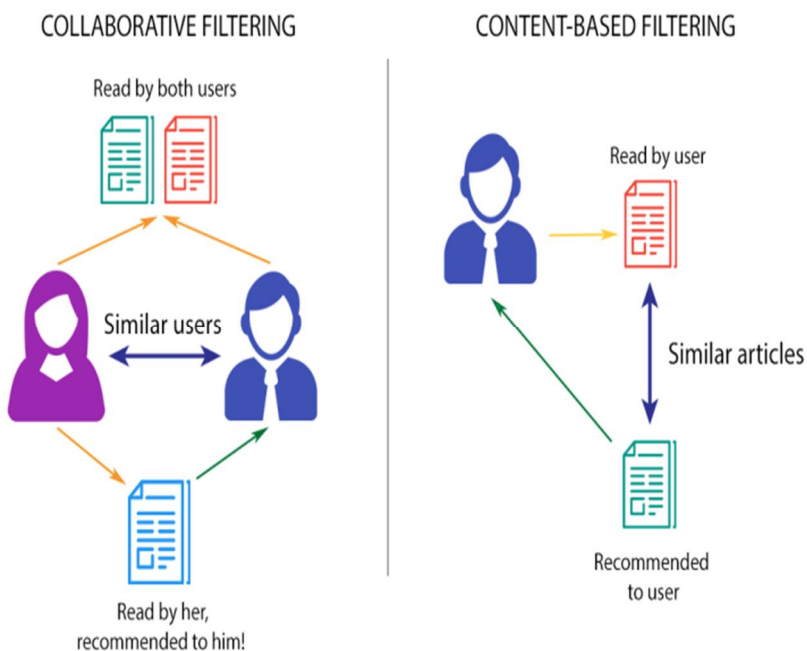 COLLABORATIVE FILTERING
Read by both users
Similar users
Read by her,
recommended to him!
CONTENT-BASED FILTERING
Read by user
Similar articles
Recommended
to user